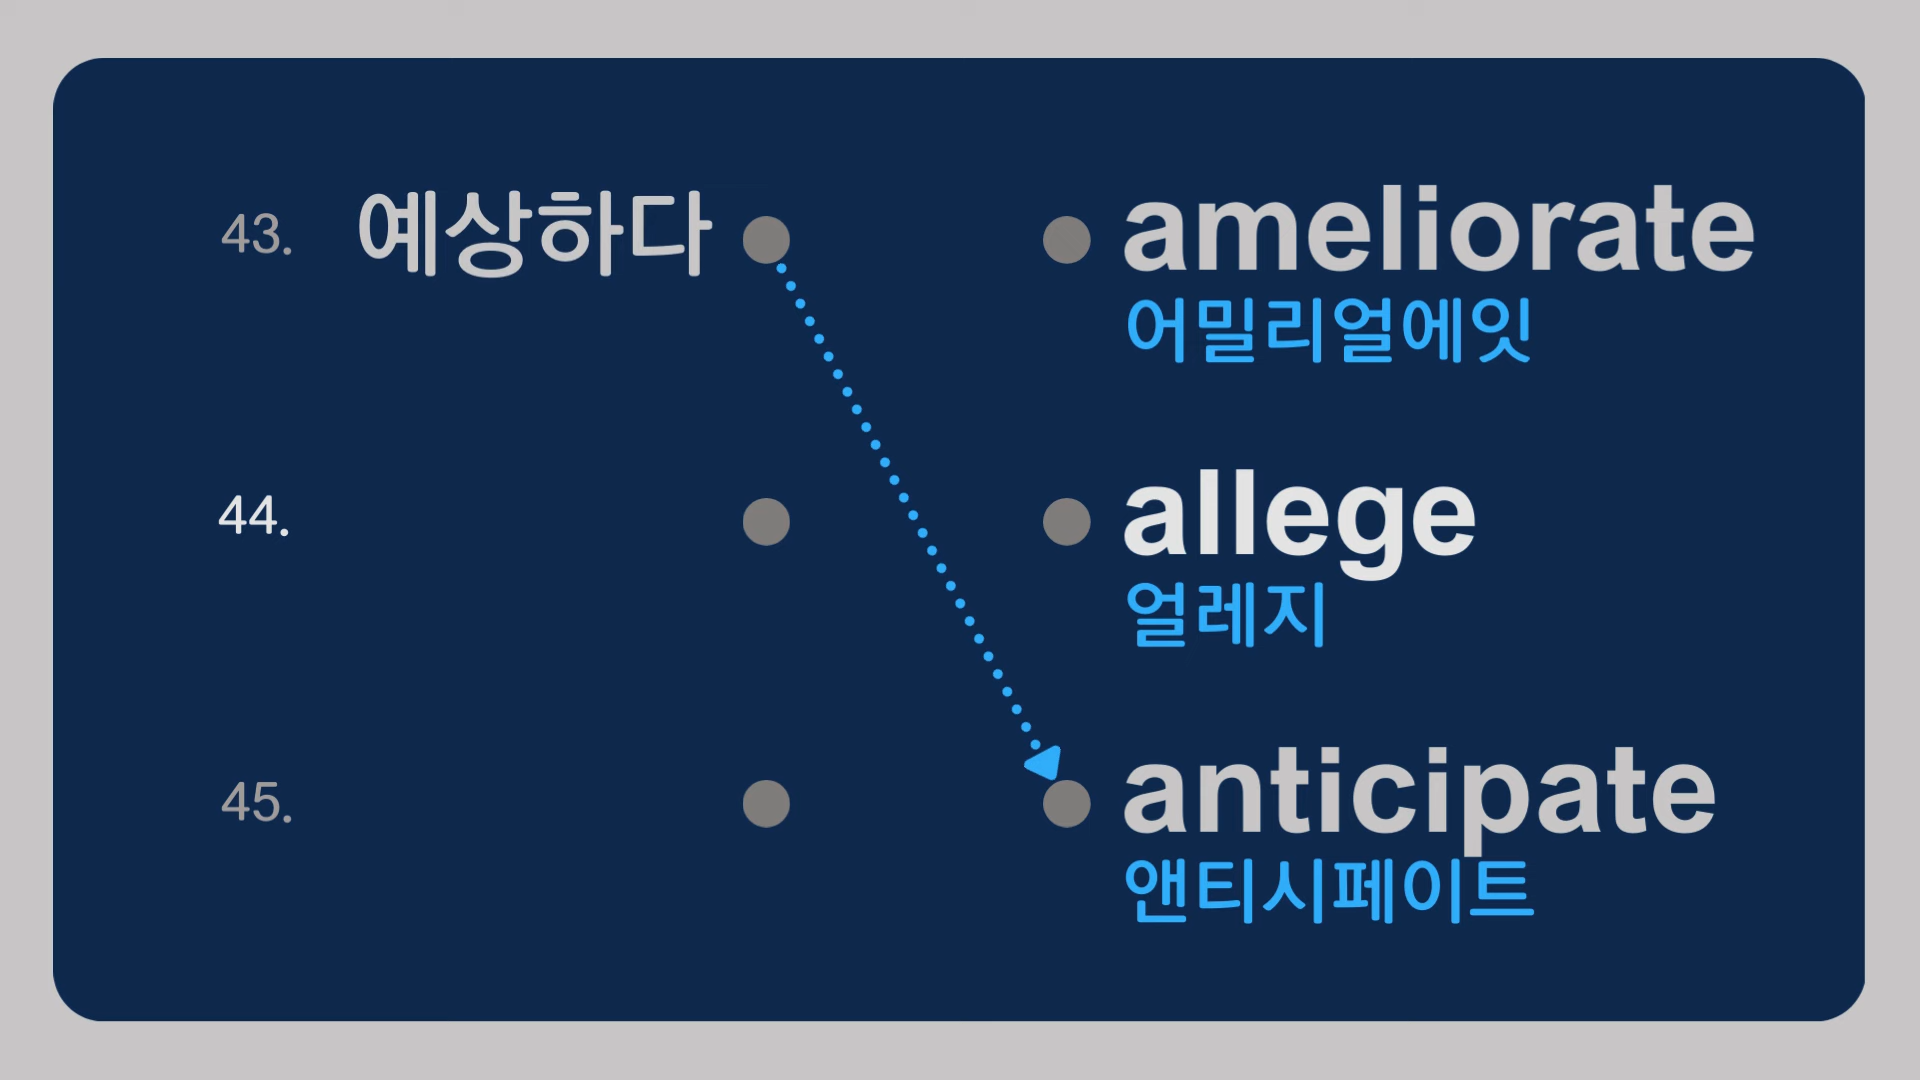 43. 예상하다 ameliorate
어밀리얼에잇
44. allege
얼레지
45. anticipate
앤티시페이트